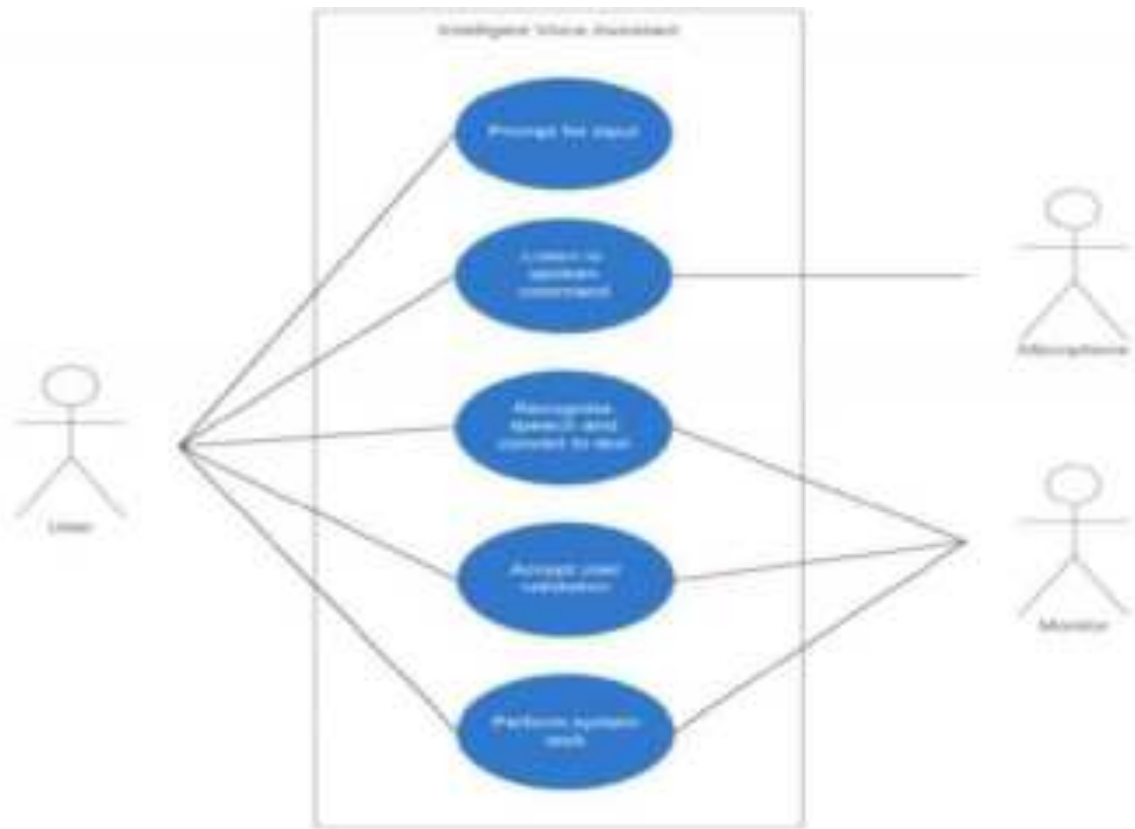 Intelligent Voice Assistant
Prompt for input
Listen to
spoken
command
Microphone
Recognize
speech and
convert to text
User
Accept user
Monitor
Perform system
task